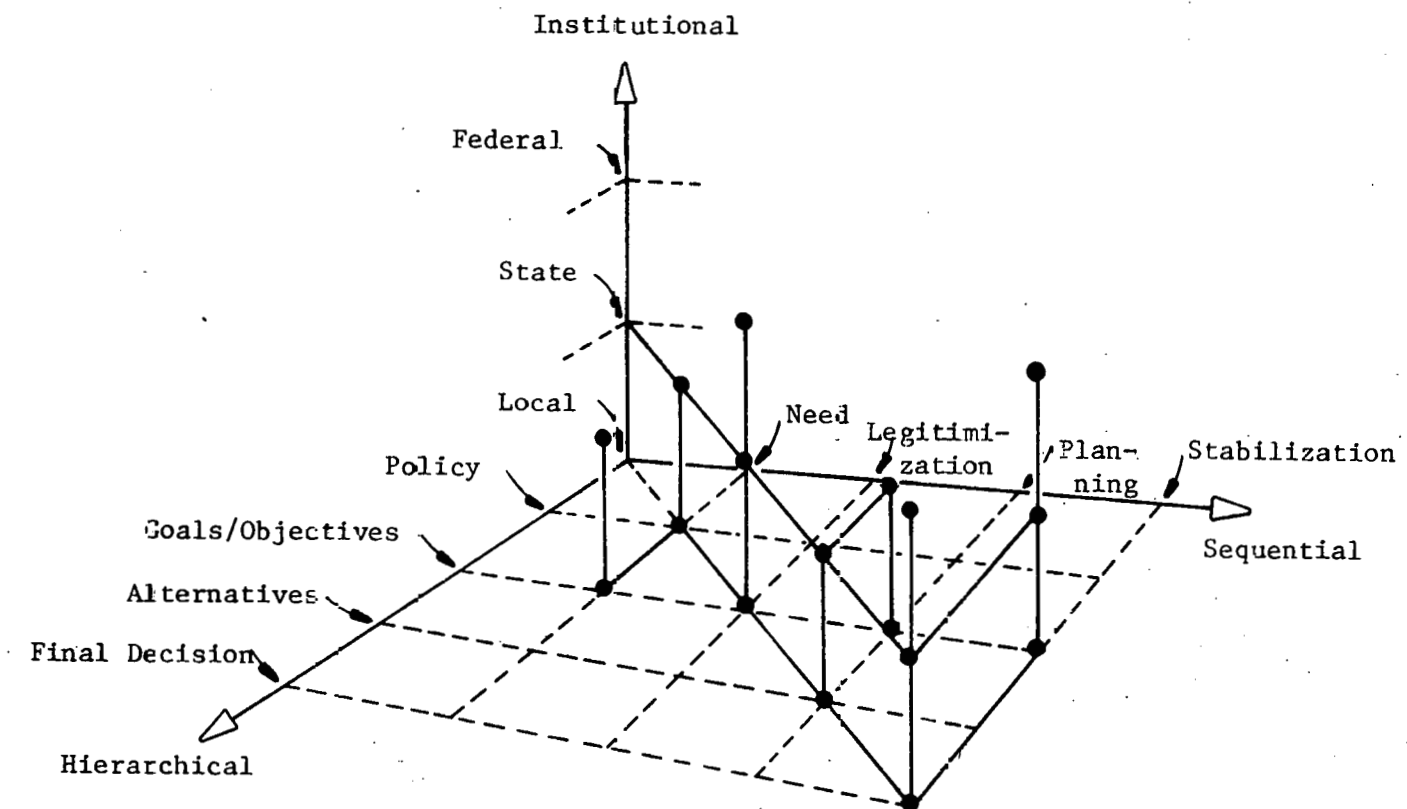 Institutional
Federal
State
Local
Need
Legitimi-
zation
Plan-
ning
Stabilization
Policy
Sequential
Goals/Objectives
Alternatives
Final Decision
Hierarchical